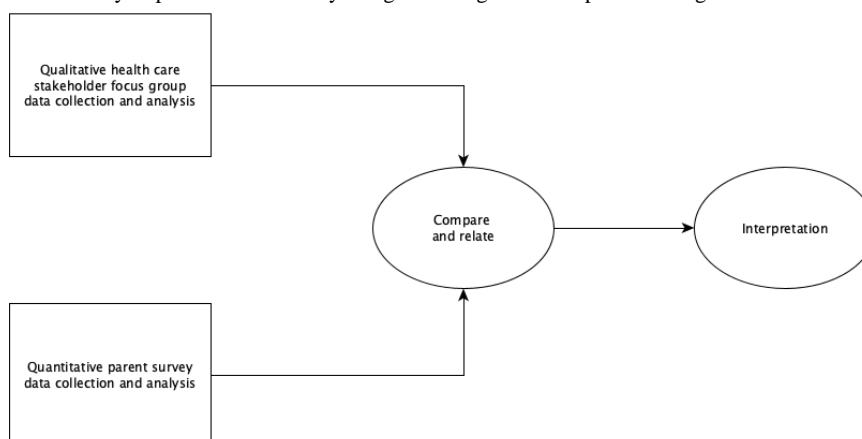 Qualitative health care
stakeholder focus group
data collection and analysis
Compare
and relate
Interpretation
Quantitative parent survey
data collection and analysis